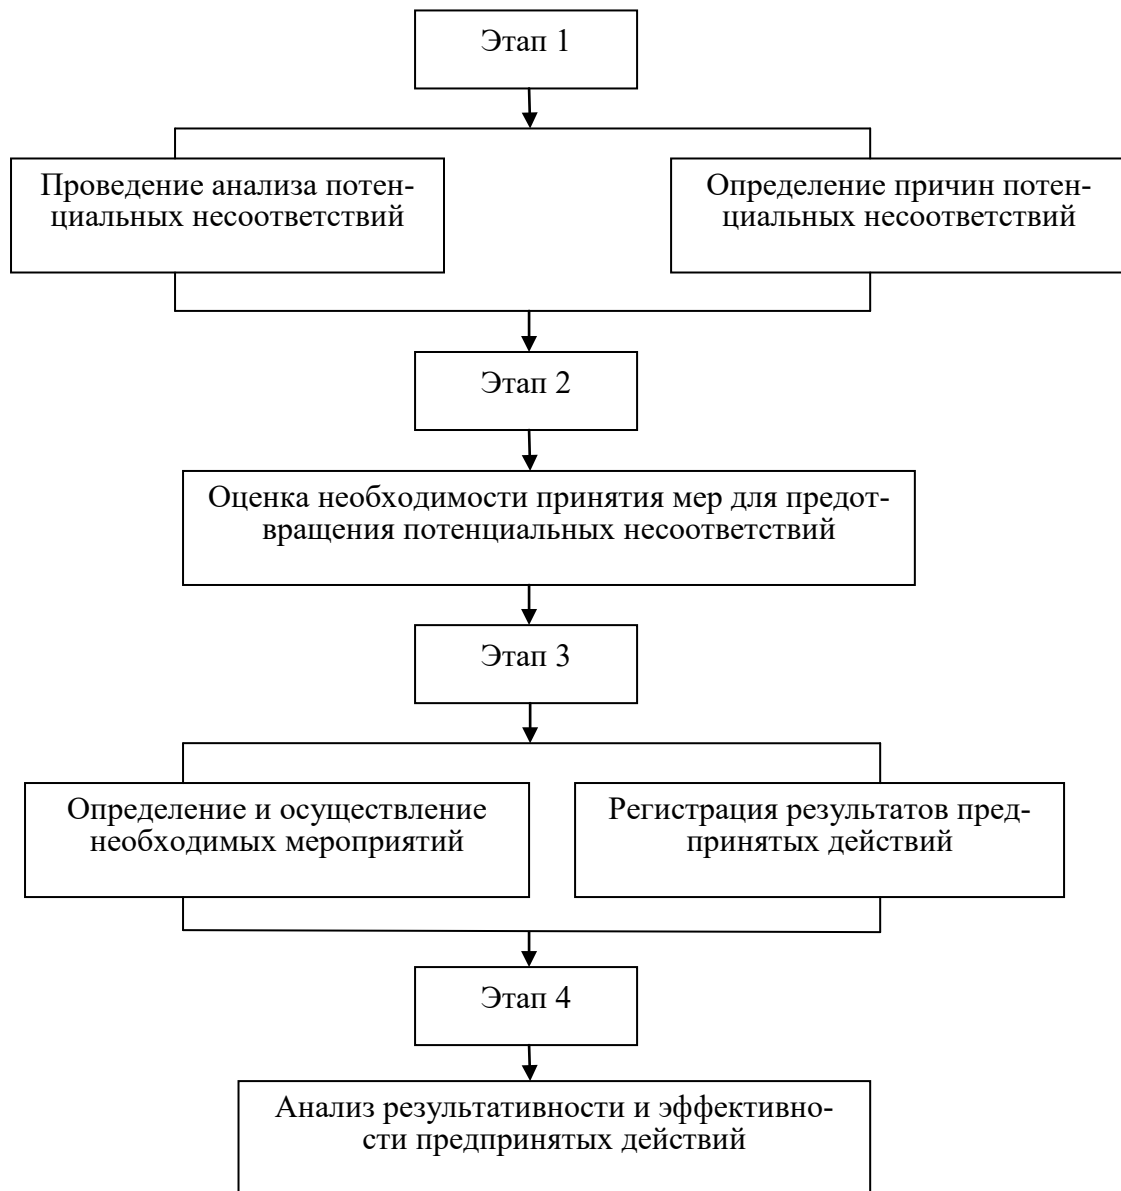 Этап 1
Проведение анализа потен-
циальных несоответствий
Определение причин потен-
циальных несоответствий
Этап 2
Оценка необходимости принятия мер для предот-
вращения потенциальных несоответствий
Этап 3
Определение и осуществление
необходимых мероприятий
Регистрация результатов пред-
принятых действий
Этап 4
Анализ результативности и эффективно-
сти предпринятых действий